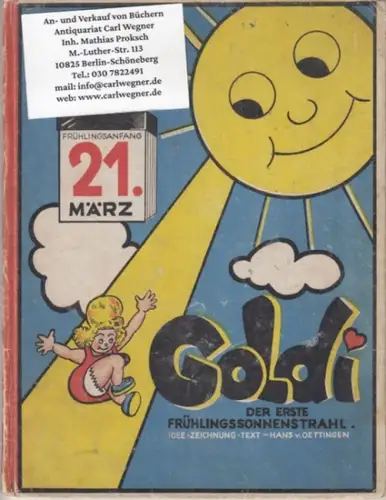 An- und Verkauf von Büchern
Antiquariat Carl Wegner
Inh. Mathias Proksch
M.-Luther-Str. 113
10825 Berlin-Schöneberg
Tel.: 030 7822491
mail: info@carlwegner.de
web: www.carlwegner.de
FRÜHLINGSANFANG
21.
MÄRZ
Goldi
DER ERSTE
FRÜHLINGSSONNENSTRAHL.
IDEE-ZEICHNUNG-TEXT-HANS v. OETTINGEN